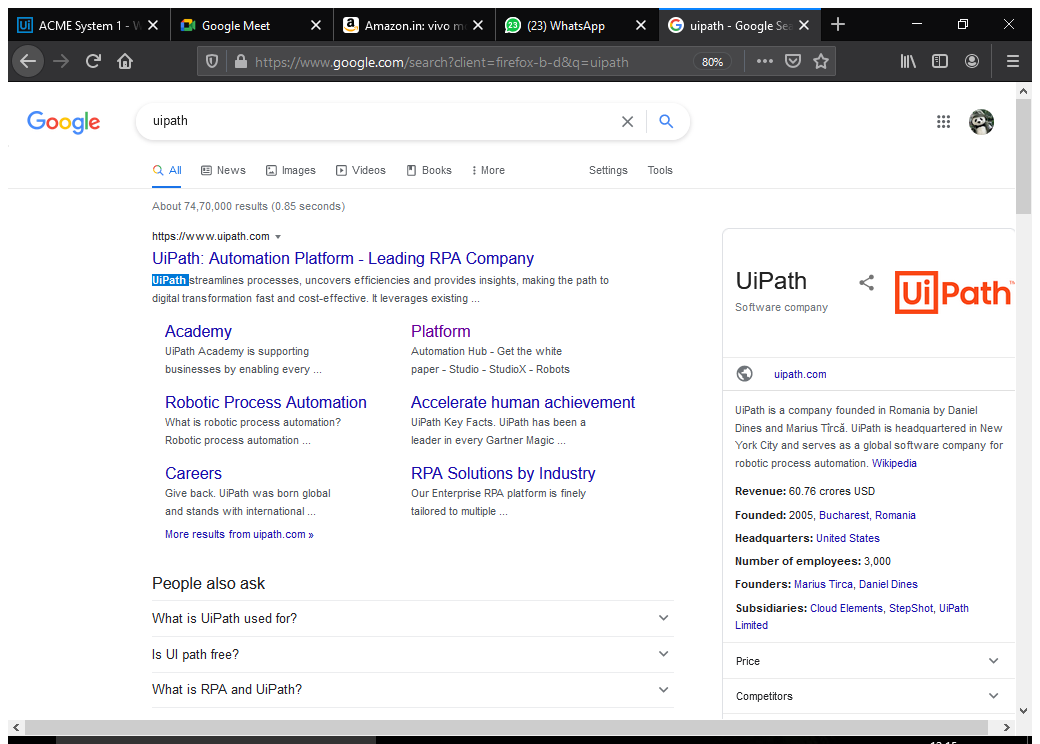 ACME System 1 - W
Google Meet
Amazon.in: vivo mo
(23) WhatsApp
uipath - Google Sea
https://www.google.com/search?client=firefox-b-d&q=uipath
80%
Google
uipath
All
News
Images
Videos
Books
More
Settings
Tools
About 74,70,000 results (0.85 seconds)
https://www.uipath.com
UiPath: Automation Platform - Leading RPA Company
UiPath streamlines processes, uncovers efficiencies and provides insights, making the path to
digital transformation fast and cost-effective. It leverages existing ...
Academy
UiPath Academy is supporting
businesses by enabling every ...
Platform
Automation Hub - Get the white
paper - Studio - StudioX - Robots
Robotic Process Automation
What is robotic process automation?
Robotic process automation ...
Accelerate human achievement
UiPath Key Facts. UiPath has been a
leader in every Gartner Magic ...
Careers
Give back. UiPath was born global
and stands with international ...
RPA Solutions by Industry
Our Enterprise RPA platform is finely
tailored to multiple ...
More results from uipath.com »
People also ask
What is UiPath used for?
Is UI path free?
What is RPA and UiPath?
UiPath
Software company
UiPath™
uipath.com
UiPath is a company founded in Romania by Daniel
Dines and Marius Tîrcă. UiPath is headquartered in New
York City and serves as a global software company for
robotic process automation. Wikipedia
Revenue: 60.76 crores USD
Founded: 2005, Bucharest, Romania
Headquarters: United States
Number of employees: 3,000
Founders: Marius Tirca, Daniel Dines
Subsidiaries: Cloud Elements, StepShot, UiPath
Limited
Price
Competitors